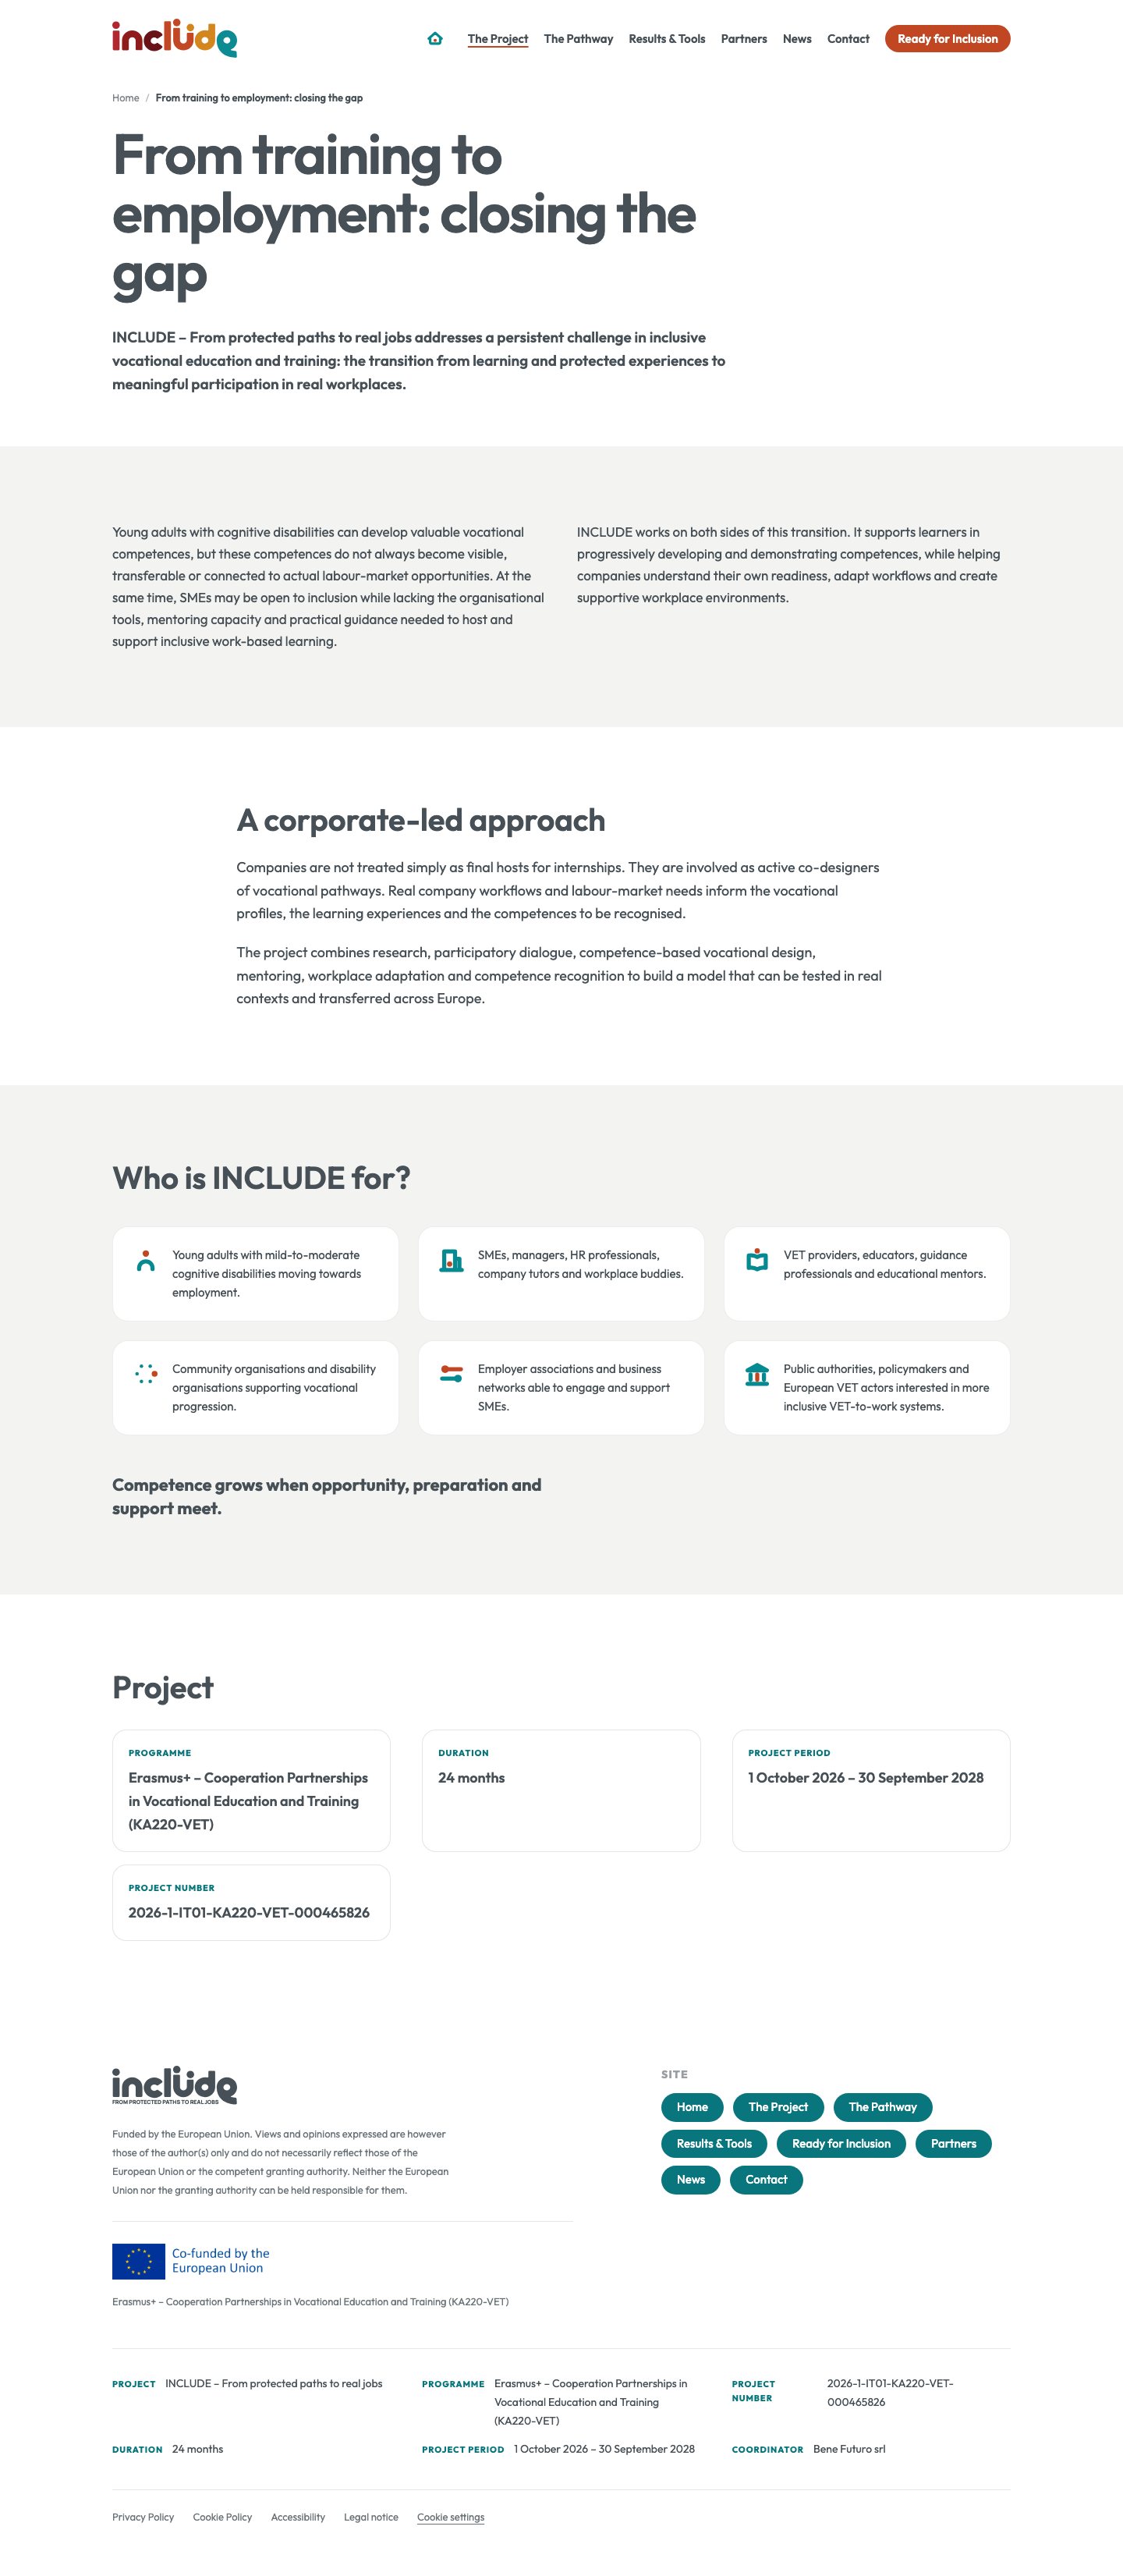 include
The Project
The Pathway
Results & Tools
Partners
News
Contact
Ready for Inclusion
Home / From training to employment: closing the gap
From training to
employment: closing the
gap
INCLUDE – From protected paths to real jobs addresses a persistent challenge in inclusive
vocational education and training: the transition from learning and protected experiences to
meaningful participation in real workplaces.
Young adults with cognitive disabilities can develop valuable vocational
competences, but these competences do not always become visible,
transferable or connected to actual labour-market opportunities. At the
same time, SMEs may be open to inclusion while lacking the organisational
tools, mentoring capacity and practical guidance needed to host and
support inclusive work-based learning.
INCLUDE works on both sides of this transition. It supports learners in
progressively developing and demonstrating competences, while helping
companies understand their own readiness, adapt workflows and create
supportive workplace environments.
A corporate-led approach
Companies are not treated simply as final hosts for internships. They are involved as active co-designers
of vocational pathways. Real company workflows and labour-market needs inform the vocational
profiles, the learning experiences and the competences to be recognised.
The project combines research, participatory dialogue, competence-based vocational design,
mentoring, workplace adaptation and competence recognition to build a model that can be tested in real
contexts and transferred across Europe.
Who is INCLUDE for?
Young adults with mild-to-moderate
cognitive disabilities moving towards
employment.
SMEs, managers, HR professionals,
company tutors and workplace buddies.
VET providers, educators, guidance
professionals and educational mentors.
Community organisations and disability
organisations supporting vocational
progression.
Employer associations and business
networks able to engage and support
SMEs.
Public authorities, policymakers and
European VET actors interested in more
inclusive VET-to-work systems.
Competence grows when opportunity, preparation and
support meet.
Project
PROGRAMME
Erasmus+ – Cooperation Partnerships
in Vocational Education and Training
(KA220-VET)
DURATION
24 months
PROJECT PERIOD
1 October 2026 – 30 September 2028
PROJECT NUMBER
2026-1-IT01-KA220-VET-000465826
include
FROM PROTECTED PATHS TO REAL JOBS
Funded by the European Union. Views and opinions expressed are however
those of the author(s) only and do not necessarily reflect those of the
European Union or the competent granting authority. Neither the European
Union nor the granting authority can be held responsible for them.
Co-funded by the
European Union
Erasmus+ – Cooperation Partnerships in Vocational Education and Training (KA220-VET)
SITE
Home
The Project
The Pathway
Results & Tools
Ready for Inclusion
Partners
News
Contact
PROJECT INCLUDE – From protected paths to real jobs
PROGRAMME Erasmus+ – Cooperation Partnerships in
Vocational Education and Training
(KA220-VET)
PROJECT
NUMBER
2026-1-IT01-KA220-VET-
000465826
DURATION 24 months
PROJECT PERIOD 1 October 2026 – 30 September 2028
COORDINATOR Bene Futuro srl
Privacy Policy
Cookie Policy
Accessibility
Legal notice
Cookie settings